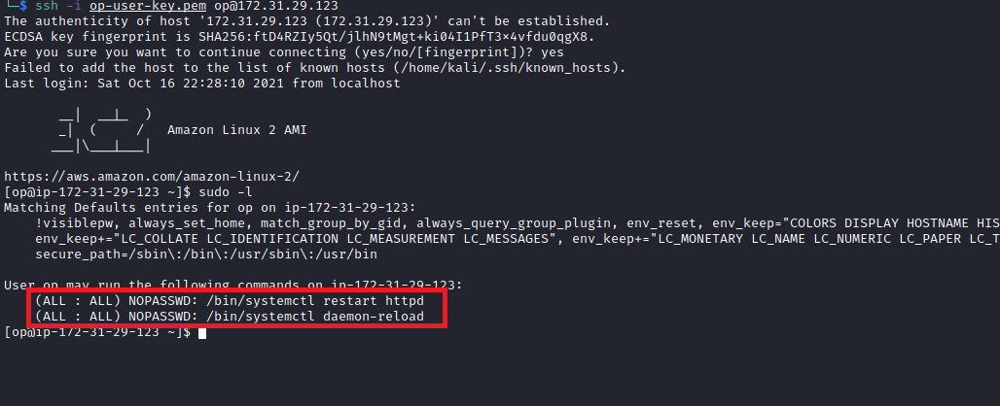 └─$ ssh -i op-user-key.pem op@172.31.29.123
The authenticity of host '172.31.29.123 (172.31.29.123)' can't be established.
ECDSA key fingerprint is SHA256:ftD4RZIy5Qt/jlhN9tMgt+ki04I1PfT3×4vfdu0qgX8.
Are you sure you want to continue connecting (yes/no/[fingerprint])? yes
Failed to add the host to the list of known hosts (/home/kali/.ssh/known_hosts).
Last login: Sat Oct 16 22:28:10 2021 from localhost
__|  __|_  )
_|  (     /   Amazon Linux 2 AMI
___|\___|___|
https://aws.amazon.com/amazon-linux-2/
[op@ip-172-31-29-123 ~]$ sudo -l
Matching Defaults entries for op on ip-172-31-29-123:
!visiblepw, always_set_home, match_group_by_gid, always_query_group_plugin, env_reset, env_keep="COLORS DISPLAY HOSTNAME HIS
env_keep+="LC_COLLATE LC_IDENTIFICATION LC_MEASUREMENT LC_MESSAGES", env_keep+="LC_MONETARY LC_NAME LC_NUMERIC LC_PAPER LC_T
secure_path=/sbin\:/bin\:/usr/sbin\:/usr/bin
User op may run the following commands on ip-172-31-29-123:
(ALL : ALL) NOPASSWD: /bin/systemctl restart httpd
(ALL : ALL) NOPASSWD: /bin/systemctl daemon-reload
[op@ip-172-31-29-123 ~]$